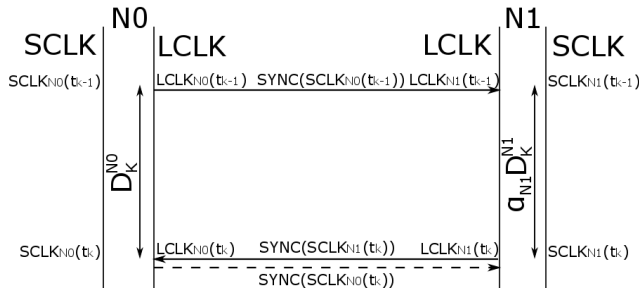 N0 N1
SCLK LCLK LCLK SCLK
SCLKN0(tk-1) LCLKN0(tk-1) SYNC(SCLKN0(tk-1)) LCLKN1(tk-1) SCLKN1(tk-1)
DKN0 αN1DKN1
SCLKN0(tk) LCLKN0(tk) SYNC(SCLKN1(tk)) LCLKN1(tk) SCLKN1(tk)
SYNC(SCLKN0(tk))